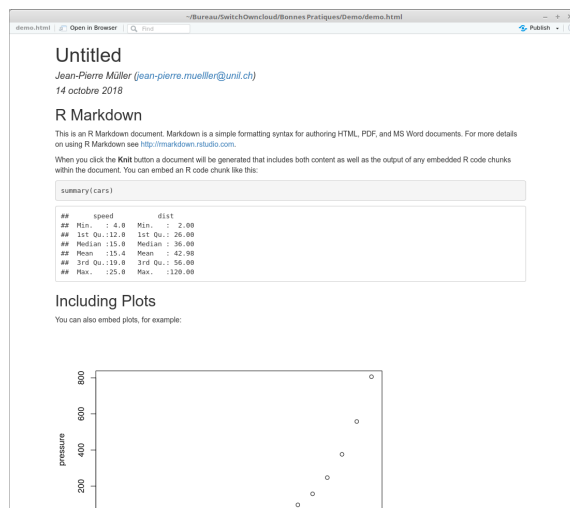 ~/Bureau/SwitchOwncloud/Bonnes Pratiques/Demo/demo.html
demo.html Open in Browser Find Publish
Untitled
Jean-Pierre Müller (jean-pierre.muelller@unil.ch)
14 octobre 2018
R Markdown
This is an R Markdown document. Markdown is a simple formatting syntax for authoring HTML, PDF, and MS Word documents. For more details
on using R Markdown see http://rmarkdown.rstudio.com.
When you click the Knit button a document will be generated that includes both content as well as the output of any embedded R code chunks
within the document. You can embed an R code chunk like this:
summary(cars)
##      speed           dist
##  Min.   : 4.0   Min.   :  2.00
##  1st Qu.:12.0   1st Qu.: 26.00
##  Median :15.0   Median : 36.00
##  Mean   :15.4   Mean   : 42.98
##  3rd Qu.:19.0   3rd Qu.: 56.00
##  Max.   :25.0   Max.   :120.00
Including Plots
You can also embed plots, for example:
800
600
400
200
pressure